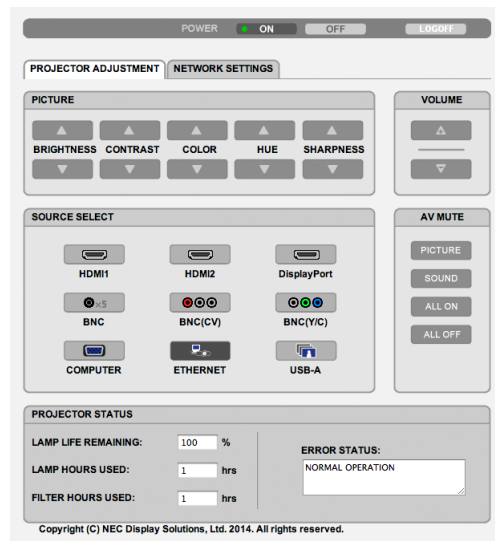 POWER ON OFF LOGOFF
PROJECTOR ADJUSTMENT NETWORK SETTINGS
PICTURE
BRIGHTNESS CONTRAST COLOR HUE SHARPNESS
VOLUME
SOURCE SELECT
HDMI1 HDMI2 DisplayPort
×5
BNC BNC(CV) BNC(Y/C)
COMPUTER ETHERNET USB-A
AV MUTE
PICTURE
SOUND
ALL ON
ALL OFF
PROJECTOR STATUS
LAMP LIFE REMAINING: 100 %
LAMP HOURS USED: 1 hrs
FILTER HOURS USED: 1 hrs
ERROR STATUS:
NORMAL OPERATION
Copyright (C) NEC Display Solutions, Ltd. 2014. All rights reserved.